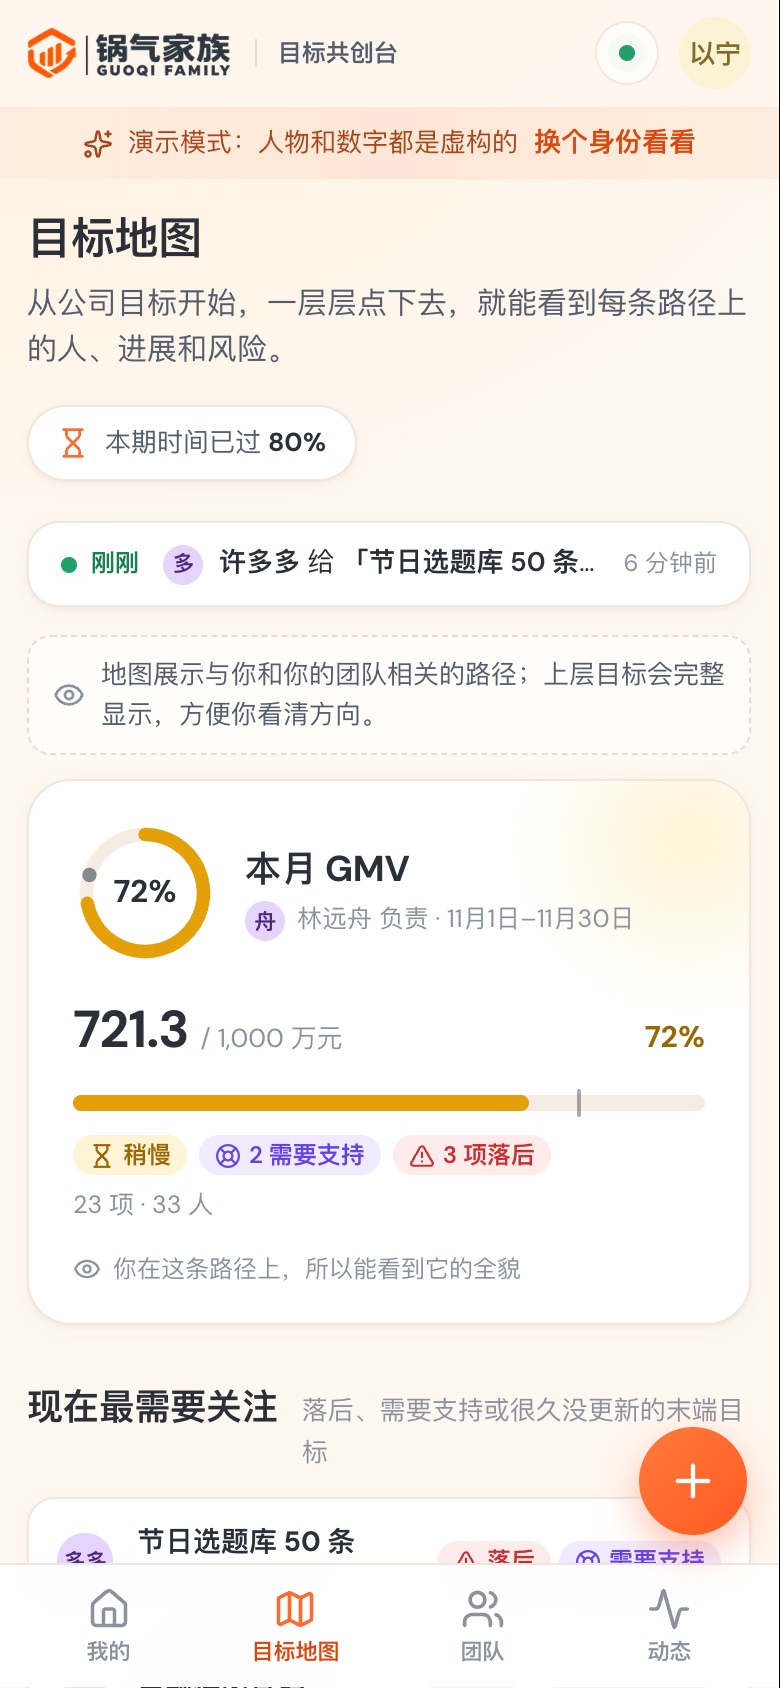 锅气家族
GUOQI FAMILY
目标共创台
以宁
演示模式：人物和数字都是虚构的 换个身份看看
目标地图
从公司目标开始，一层层点下去，就能看到每条路径上
的人、进展和风险。
本期时间已过 80%
刚刚 多 许多多 给 「节日选题库 50 条... 6 分钟前
地图展示与你和你的团队相关的路径；上层目标会完整
显示，方便你看清方向。
72%
本月 GMV
舟 林远舟 负责 · 11月1日–11月30日
721.3 / 1,000 万元 72%
稍慢 2 需要支持 3 项落后
23 项 · 33 人
你在这条路径上，所以能看到它的全貌
现在最需要关注 落后、需要支持或很久没更新的末端目
标
节日选题库 50 条
多多 落后 需要支持
我的 目标地图 团队 动态